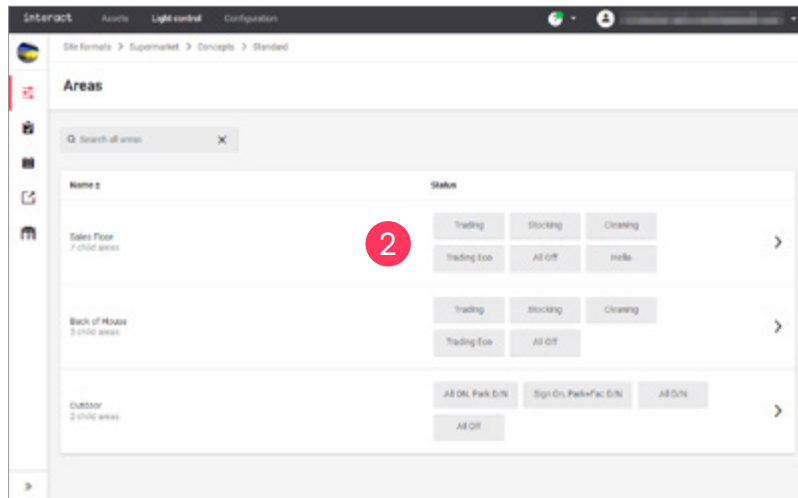 interact Assets Light control Configuration
Site formats > Supermarket > Concepts > Standard
Areas
Search all areas
Name Status
Sales Floor
7 child areas
Trading Stocking Cleaning
2
Trading Eco All Off Hello
Back of House
3 child areas
Trading Stocking Cleaning
Trading Eco All Off
Outdoor
2 child areas
All ON, Park D/N Sign On, Park+Fac D/N All D/N
All Off